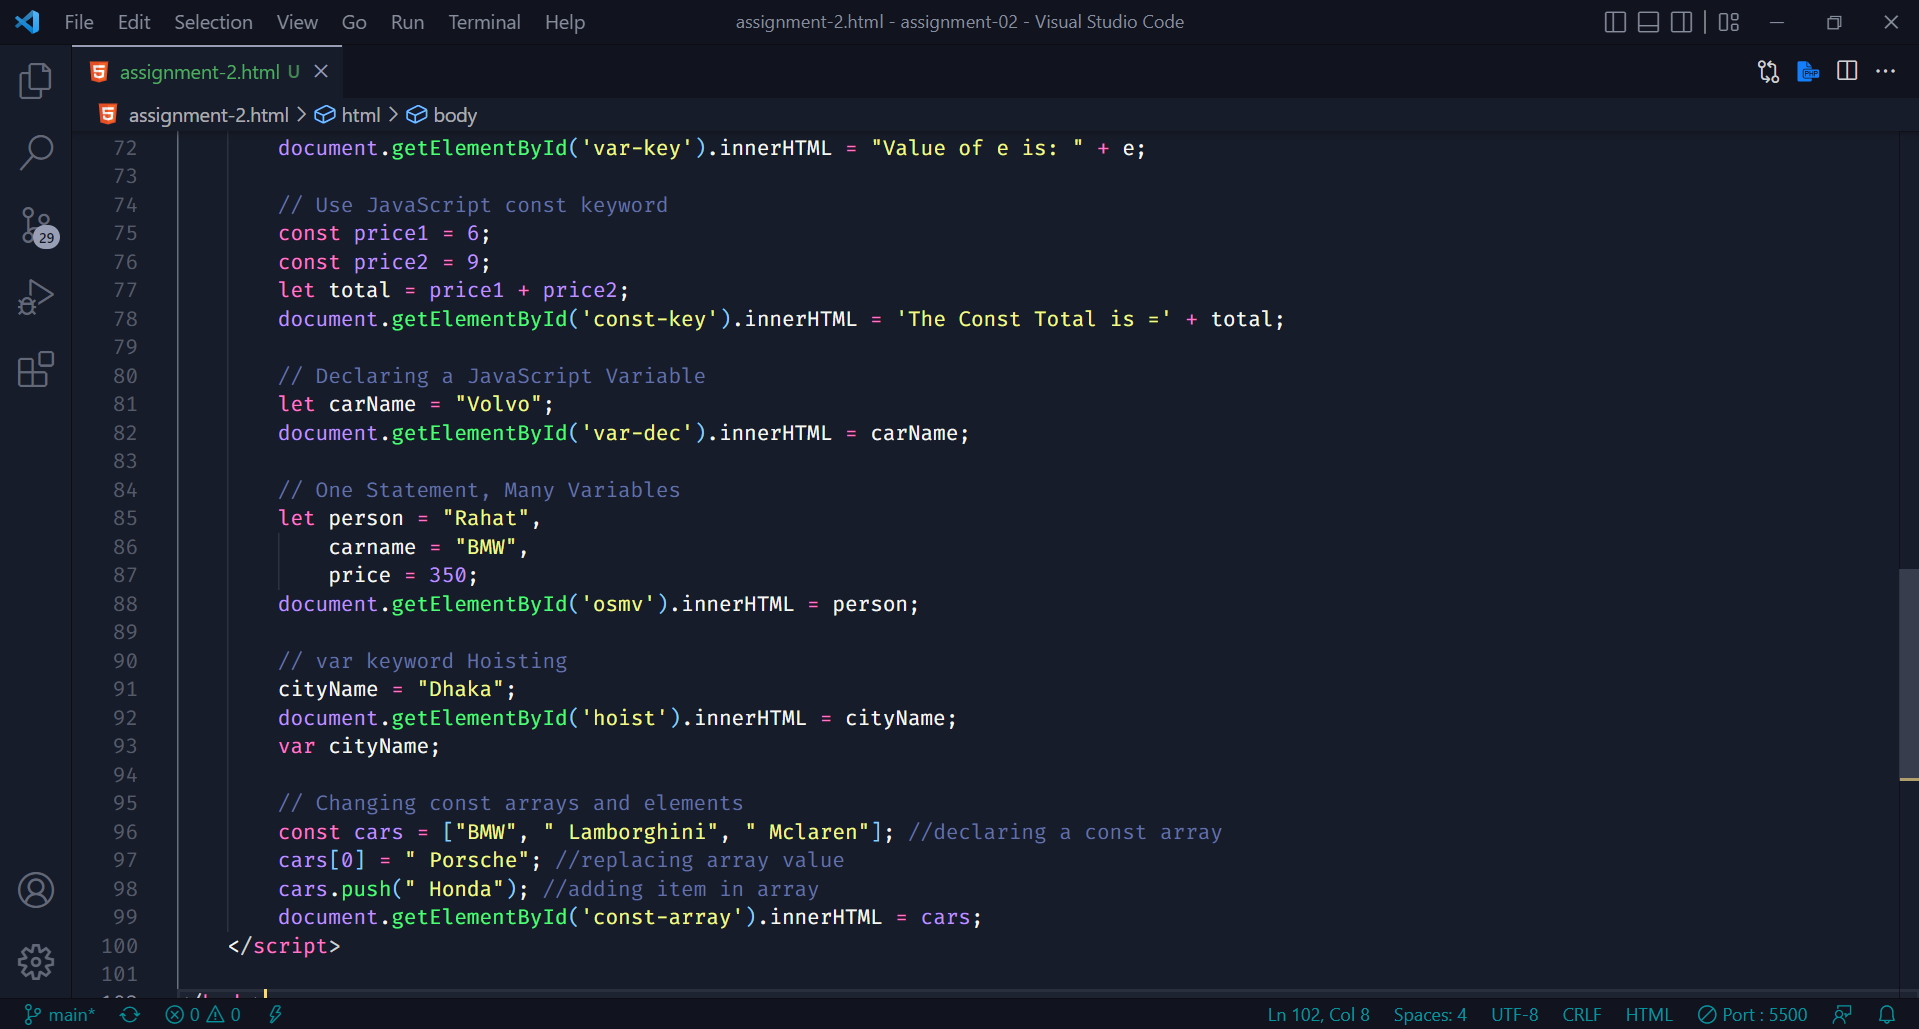 File Edit Selection View Go Run Terminal Help assignment-2.html - assignment-02 - Visual Studio Code
assignment-2.html U
assignment-2.html > html > body
72 document.getElementById('var-key').innerHTML = "Value of e is: " + e;
73
74 // Use JavaScript const keyword
75 const price1 = 6;
76 const price2 = 9;
77 let total = price1 + price2;
78 document.getElementById('const-key').innerHTML = 'The Const Total is =' + total;
79
80 // Declaring a JavaScript Variable
81 let carName = "Volvo";
82 document.getElementById('var-dec').innerHTML = carName;
83
84 // One Statement, Many Variables
85 let person = "Rahat",
86 carname = "BMW",
87 price = 350;
88 document.getElementById('osmv').innerHTML = person;
89
90 // var keyword Hoisting
91 cityName = "Dhaka";
92 document.getElementById('hoist').innerHTML = cityName;
93 var cityName;
94
95 // Changing const arrays and elements
96 const cars = ["BMW", " Lamborghini", " Mclaren"]; //declaring a const array
97 cars[0] = " Porsche"; //replacing array value
98 cars.push(" Honda"); //adding item in array
99 document.getElementById('const-array').innerHTML = cars;
100 </script>
101
29
main* 0 0 Ln 102, Col 8 Spaces: 4 UTF-8 CRLF HTML Port : 5500